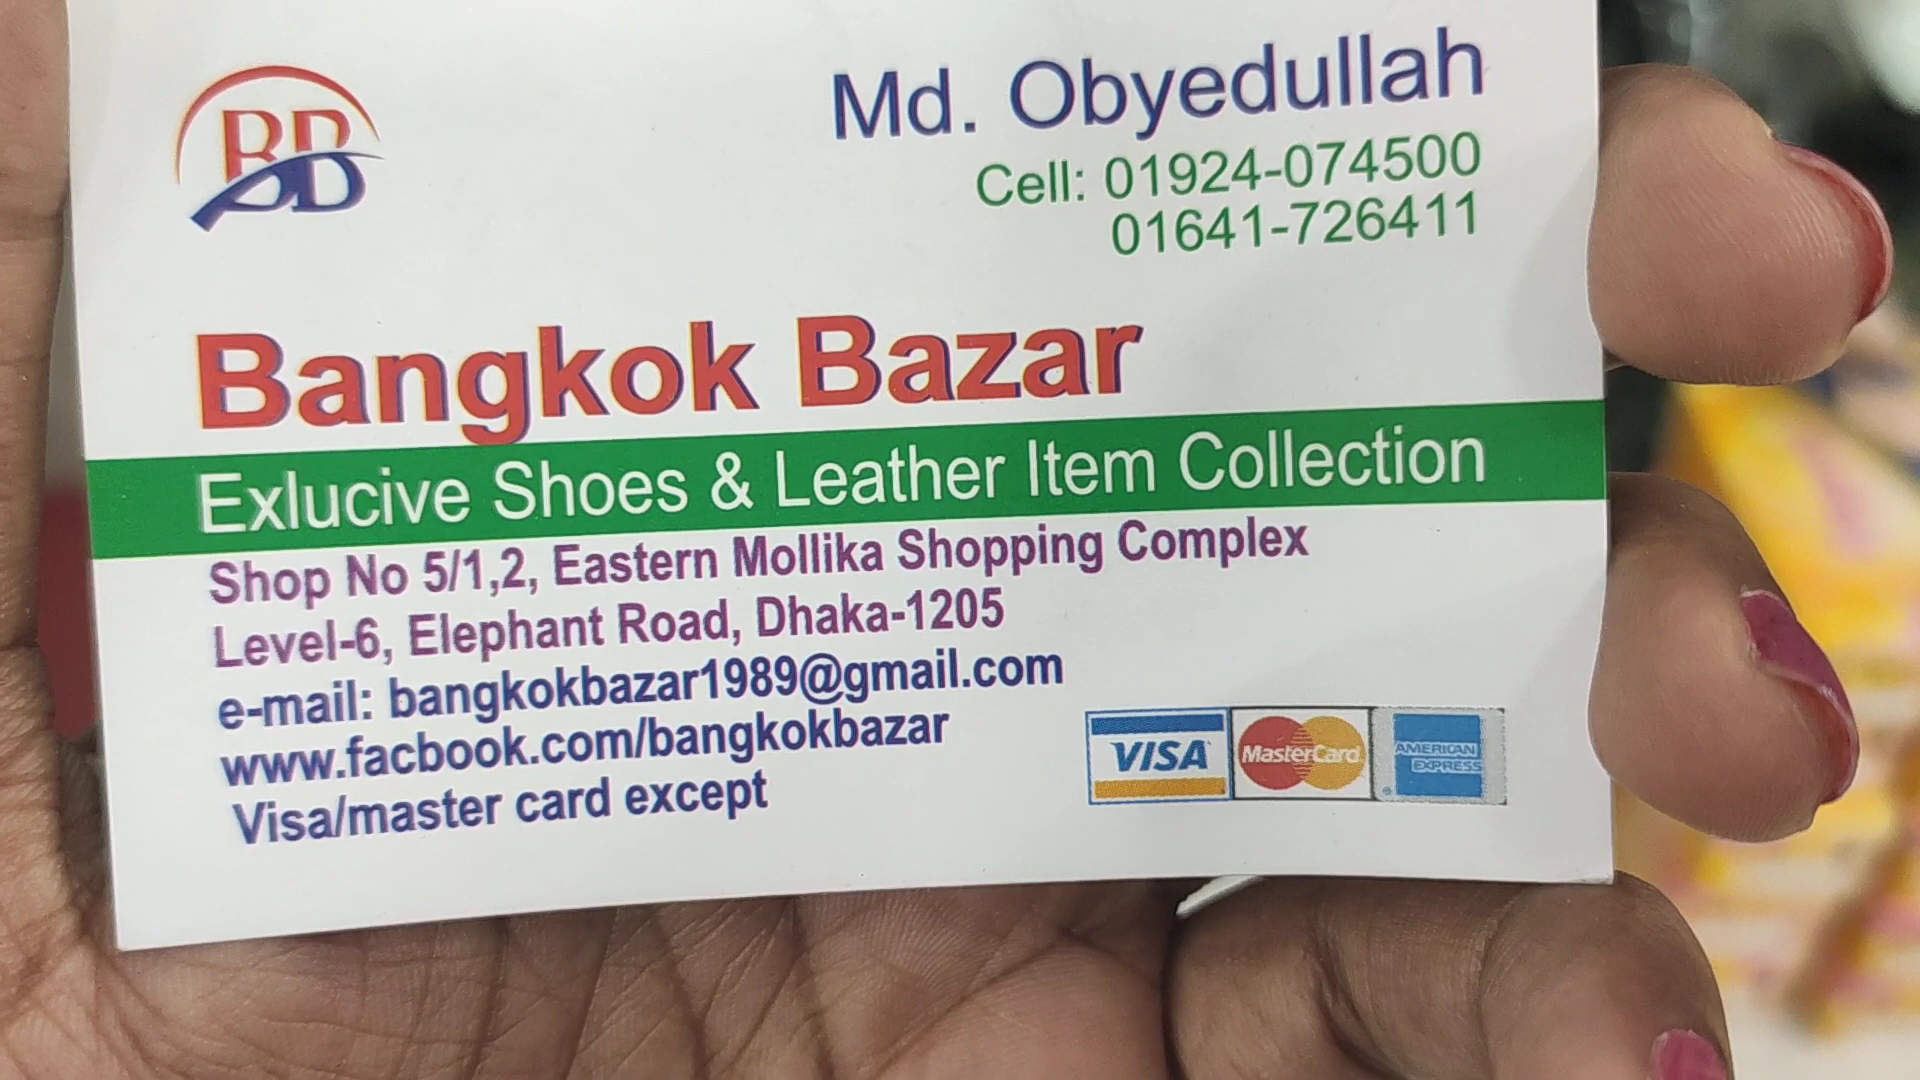 BB
BB
Md. Obyedullah
Cell: 01924-074500
01641-726411
Bangkok Bazar
Exlucive Shoes & Leather Item Collection
Shop No 5/1,2, Eastern Mollika Shopping Complex
Level-6, Elephant Road, Dhaka-1205
e-mail: bangkokbazar1989@gmail.com
www.facbook.com/bangkokbazar
Visa/master card except
VISA MasterCard AMERICAN EXPRESS